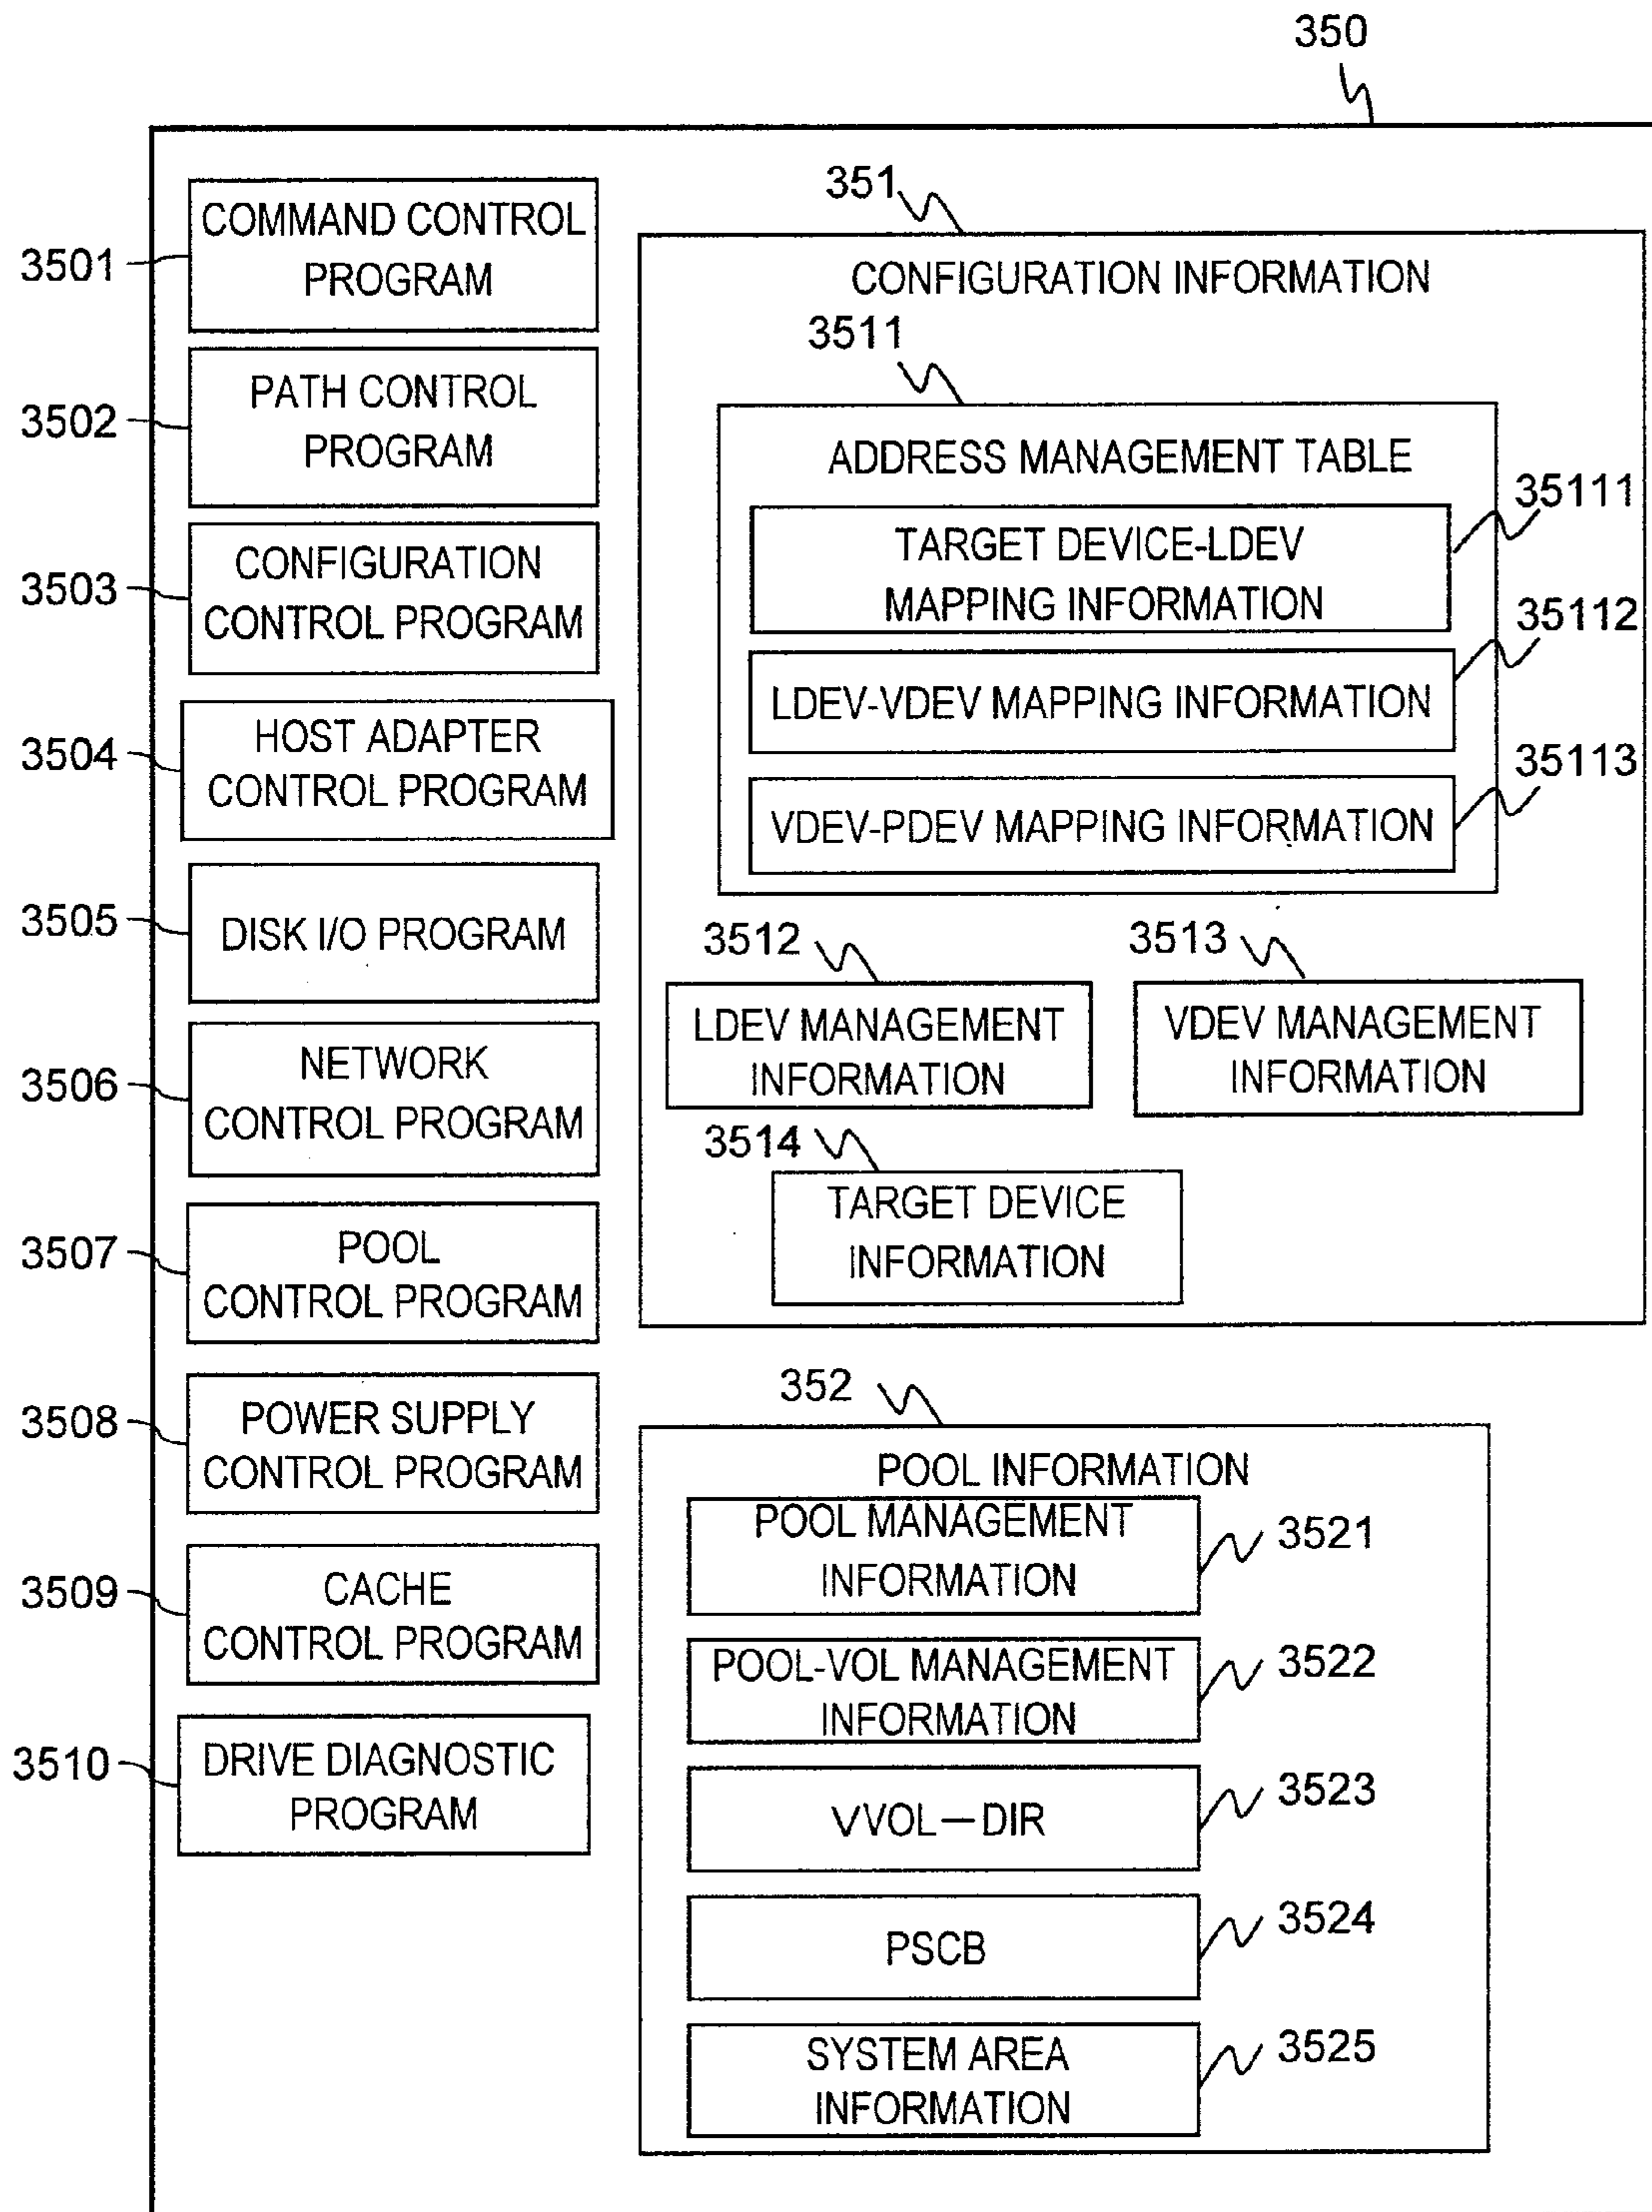 350
3501
COMMAND CONTROL
PROGRAM
3502
PATH CONTROL
PROGRAM
3503
CONFIGURATION
CONTROL PROGRAM
3504
HOST ADAPTER
CONTROL PROGRAM
3505
DISK I/O PROGRAM
3506
NETWORK
CONTROL PROGRAM
3507
POOL
CONTROL PROGRAM
3508
POWER SUPPLY
CONTROL PROGRAM
3509
CACHE
CONTROL PROGRAM
3510
DRIVE DIAGNOSTIC
PROGRAM
351
CONFIGURATION INFORMATION
3511
ADDRESS MANAGEMENT TABLE
35111
TARGET DEVICE-LDEV
MAPPING INFORMATION
35112
LDEV-VDEV MAPPING INFORMATION
35113
VDEV-PDEV MAPPING INFORMATION
3512
LDEV MANAGEMENT
INFORMATION
3513
VDEV MANAGEMENT
INFORMATION
3514
TARGET DEVICE
INFORMATION
352
POOL INFORMATION
POOL MANAGEMENT
INFORMATION
3521
POOL-VOL MANAGEMENT
INFORMATION
3522
VVOL—DIR
3523
PSCB
3524
SYSTEM AREA
INFORMATION
3525